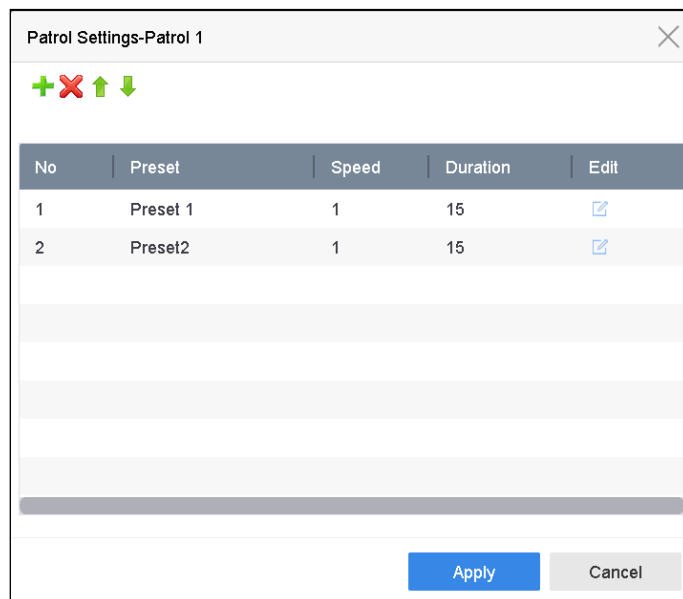 Patrol Settings-Patrol 1
No Preset Speed Duration Edit
1 Preset 1 1 15
2 Preset2 1 15
Apply Cancel